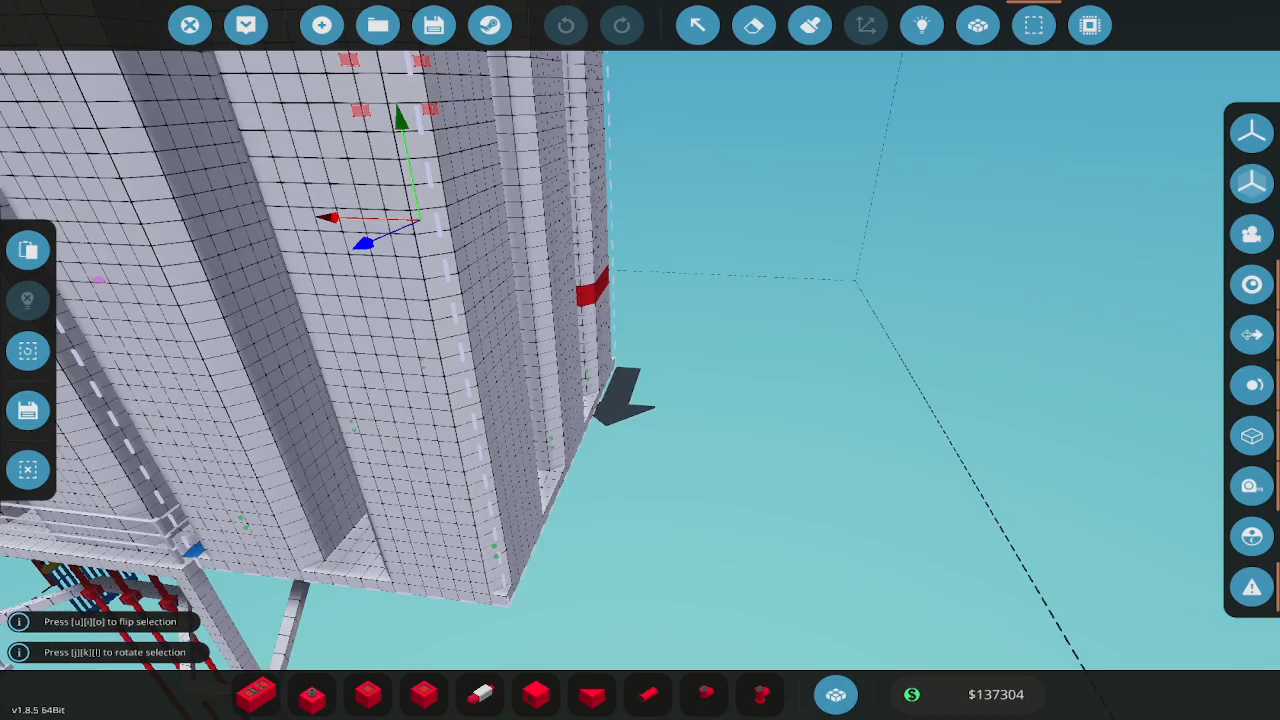 Press [u][i][o] to flip selection
Press [j][k][l] to rotate selection
v1.8.5 64Bit
$
$137304